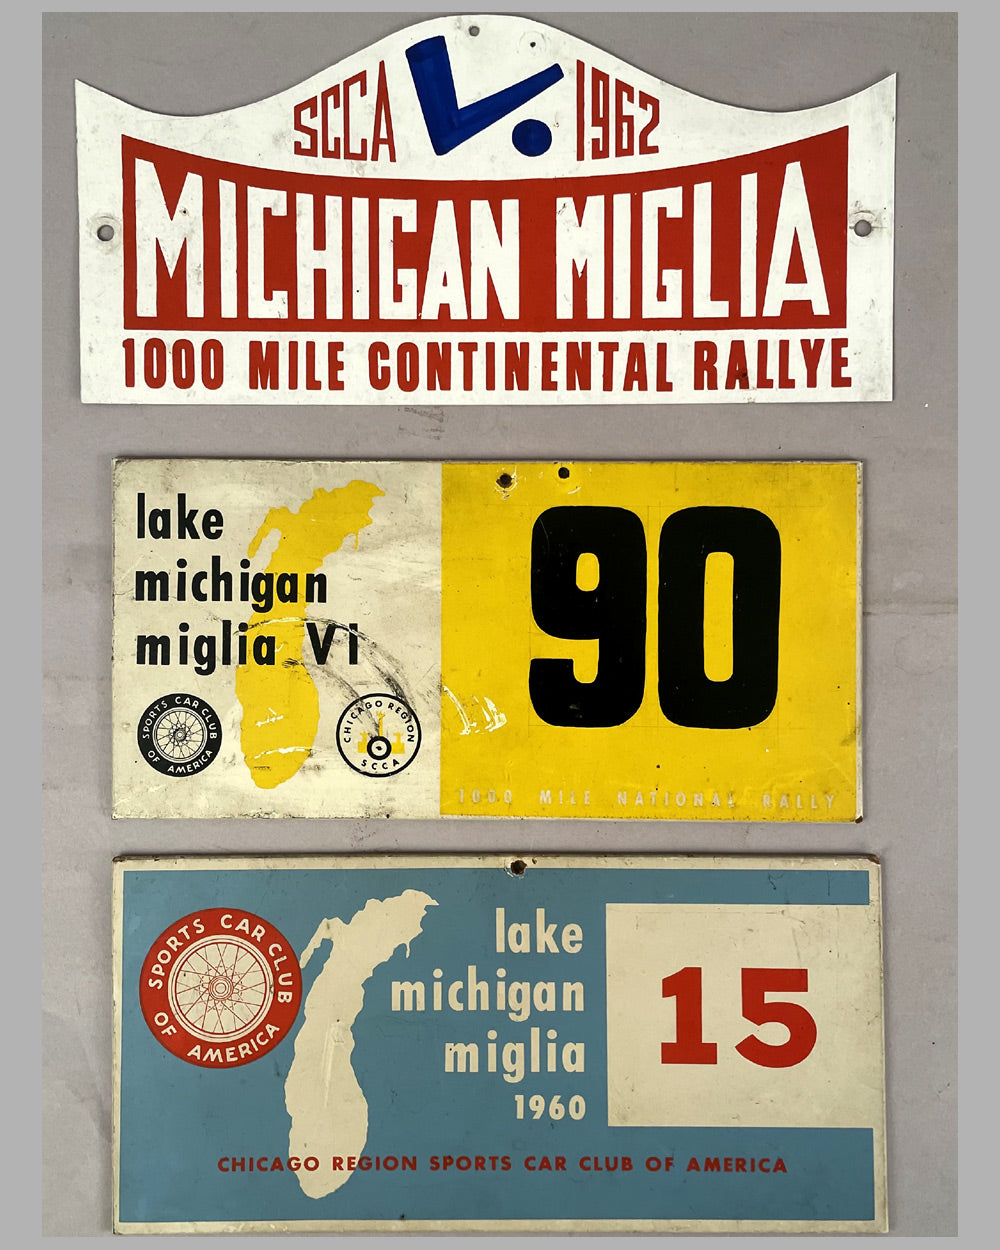 SCCA 1962
MICHIGAN MIGLIA
1000 MILE CONTINENTAL RALLYE
lake
michigan
miglia VI
SPORTS CAR CLUB OF AMERICA
CHICAGO REGION SCCA
90
1000 MILE NATIONAL RALLY
SPORTS CAR CLUB OF AMERICA
lake
michigan
miglia
1960
15
CHICAGO REGION SPORTS CAR CLUB OF AMERICA